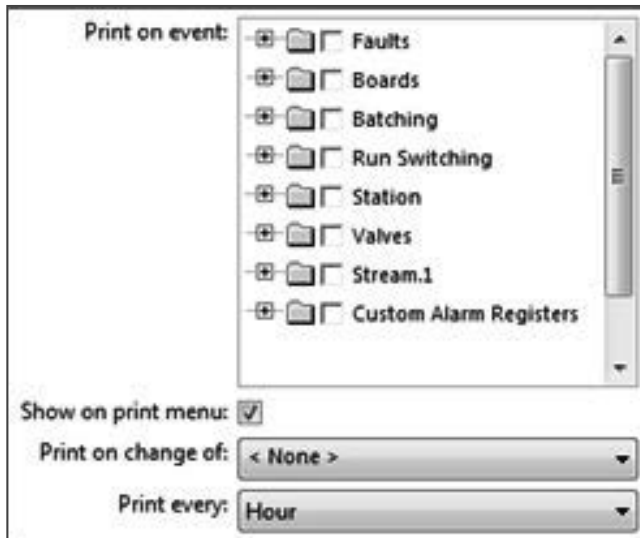 Print on event:
Faults
Boards
Batching
Run Switching
Station
Valves
Stream.1
Custom Alarm Registers
Show on print menu:
Print on change of: < None >
Print every: Hour